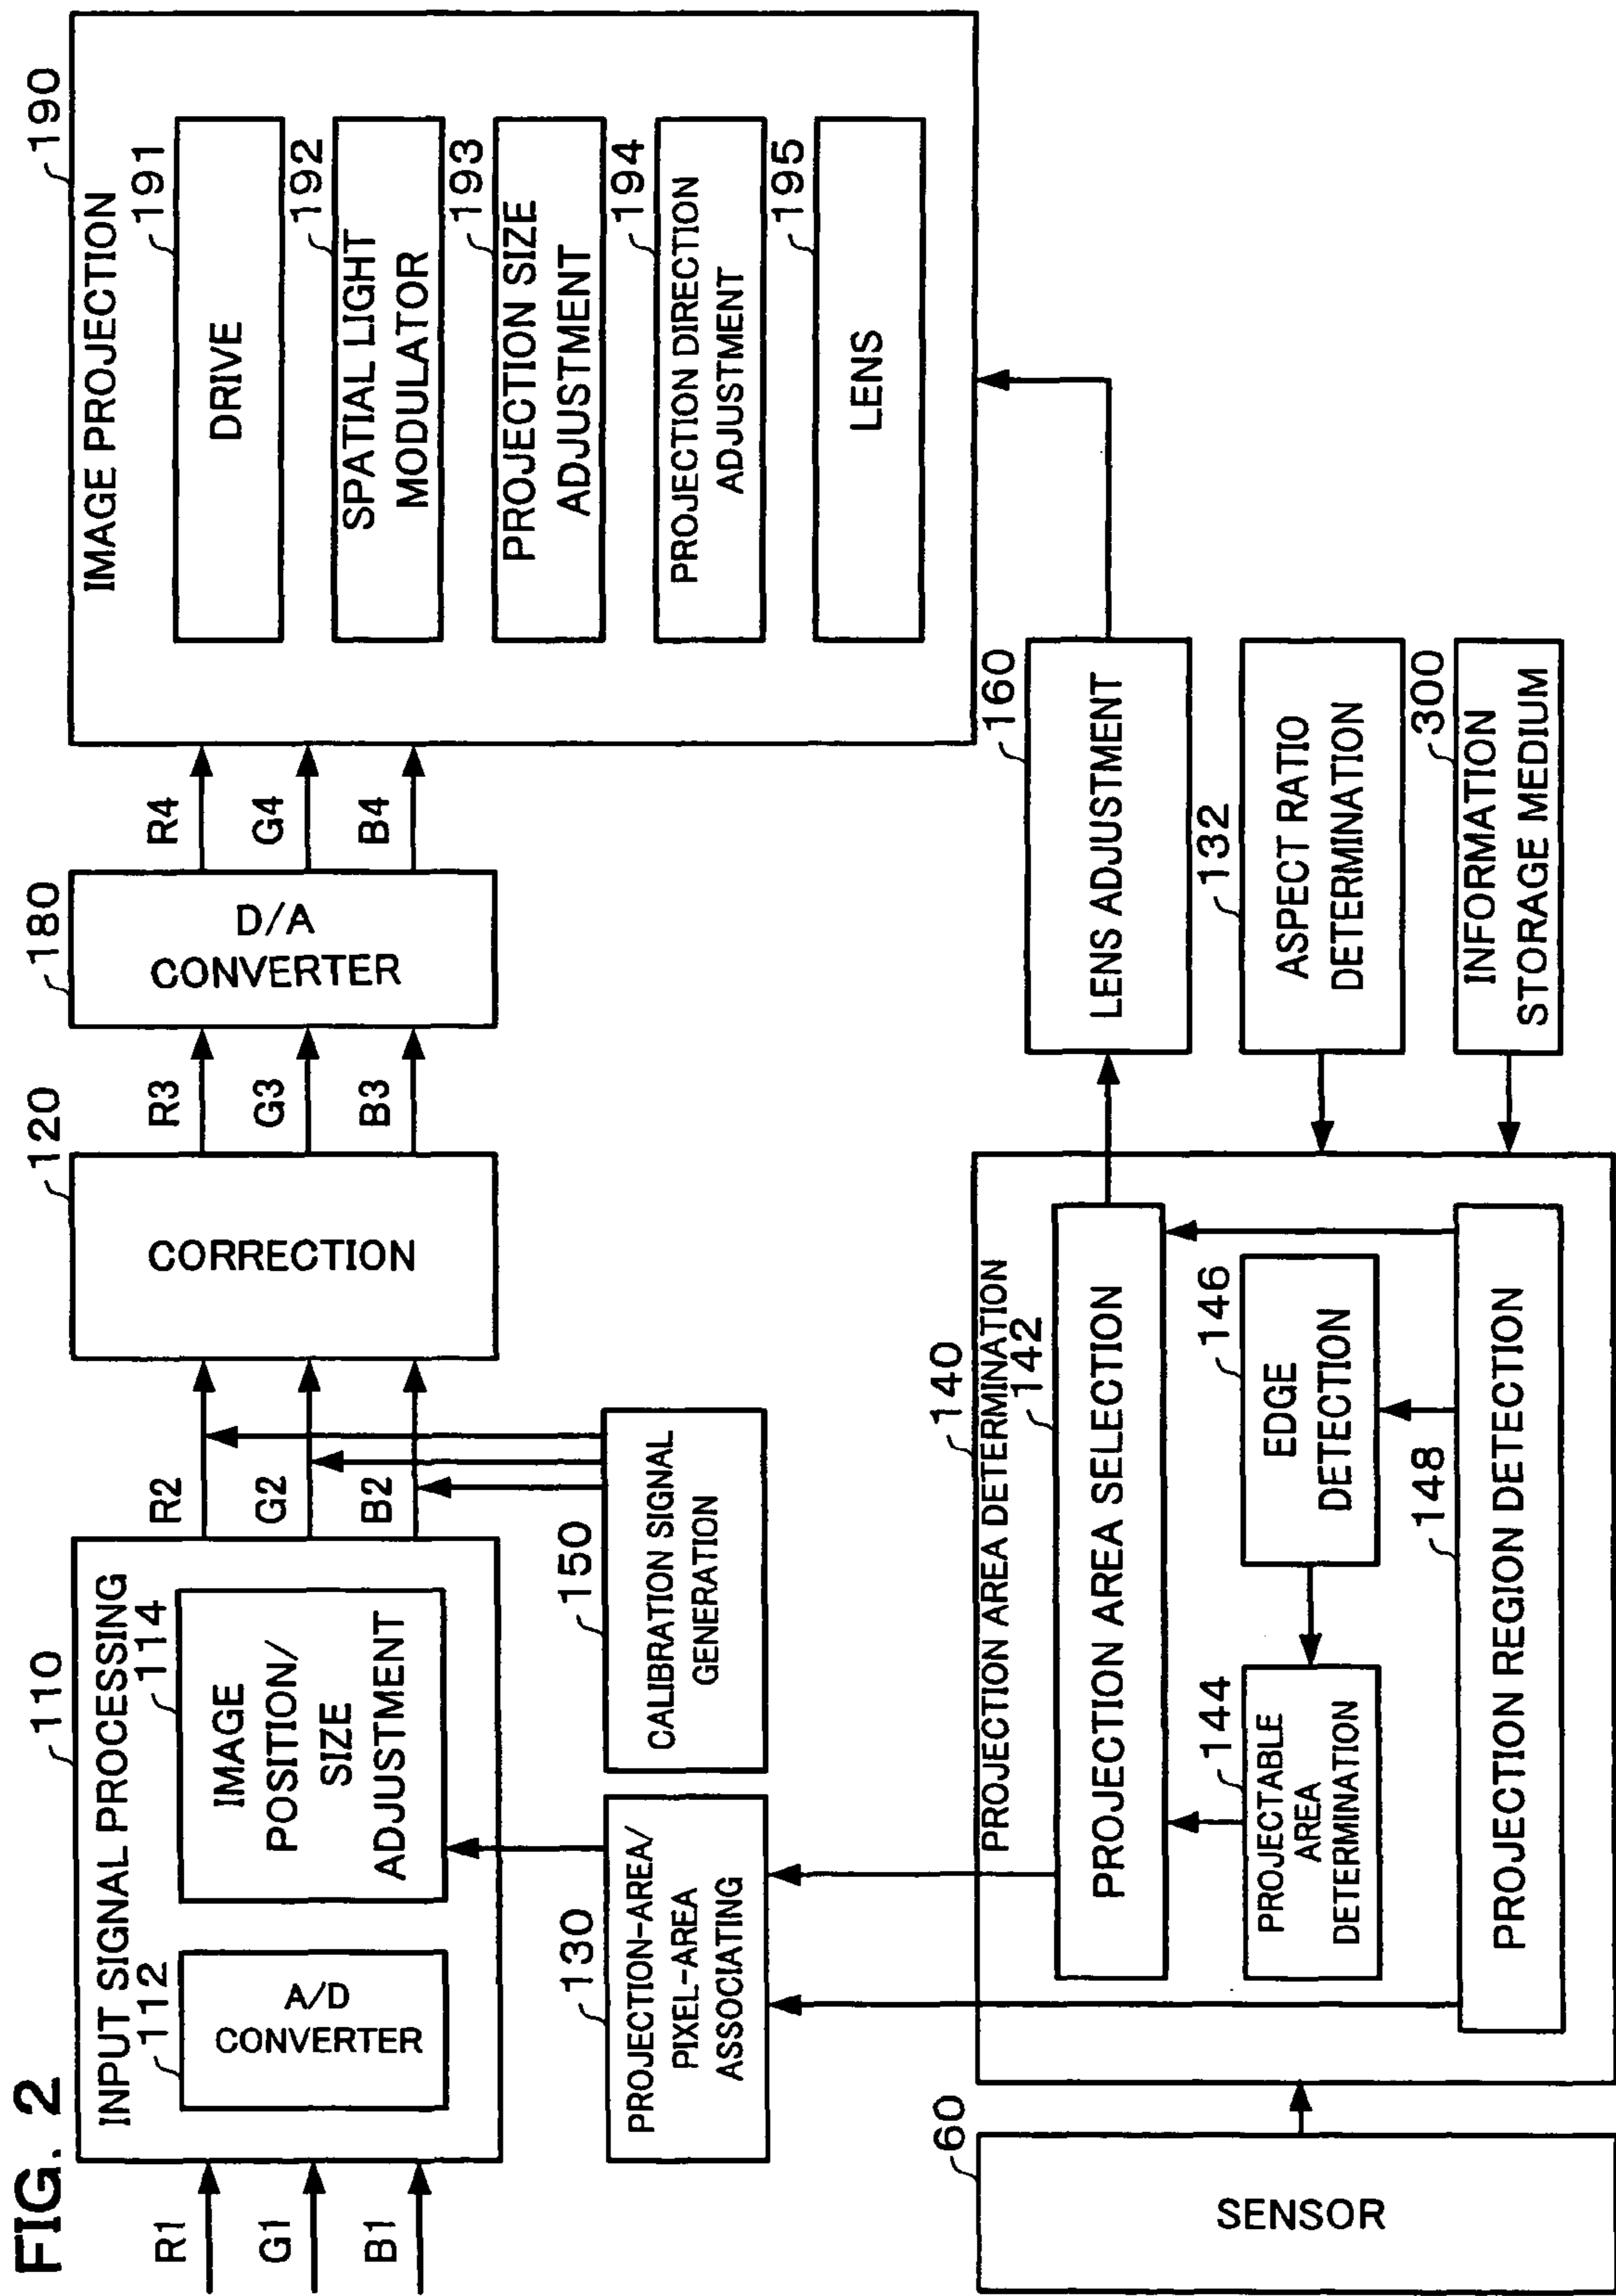 FIG. 2
110
INPUT SIGNAL PROCESSING
112
A/D
CONVERTER
114
IMAGE
POSITION/
SIZE
ADJUSTMENT
R1
G1
B1
R2
G2
B2
120
CORRECTION
R3
G3
B3
180
D/A
CONVERTER
R4
G4
B4
190
IMAGE PROJECTION
191
DRIVE
192
SPATIAL LIGHT
MODULATOR
193
PROJECTION SIZE
ADJUSTMENT
194
PROJECTION DIRECTION
ADJUSTMENT
195
LENS
130
PROJECTION-AREA/
PIXEL-AREA
ASSOCIATING
150
CALIBRATION SIGNAL
GENERATION
60
SENSOR
140
PROJECTION AREA DETERMINATION
142
PROJECTION AREA SELECTION
144
PROJECTABLE
AREA
DETERMINATION
146
EDGE
DETECTION
148
PROJECTION REGION DETECTION
160
LENS ADJUSTMENT
132
ASPECT RATIO
DETERMINATION
300
INFORMATION
STORAGE MEDIUM